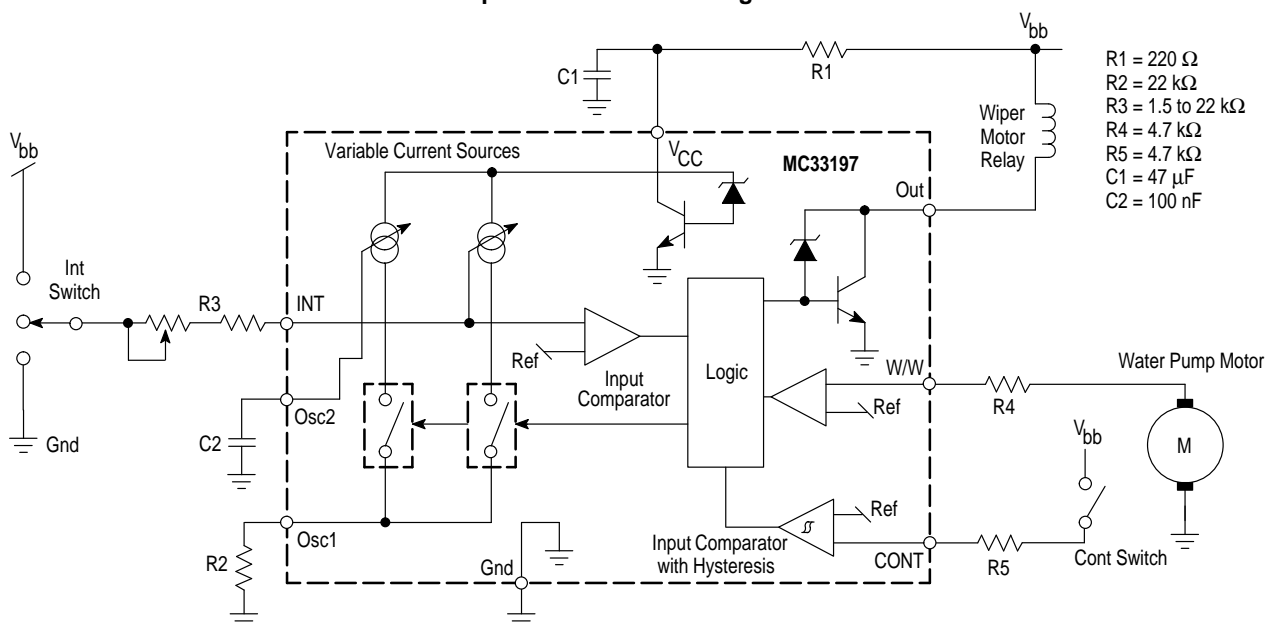 Vbb
C1
R1
R1 = 220 Ω
R2 = 22 kΩ
R3 = 1.5 to 22 kΩ
R4 = 4.7 kΩ
R5 = 4.7 kΩ
C1 = 47 μF
C2 = 100 nF
Wiper
Motor
Relay
Vbb
Variable Current Sources
VCC
MC33197
Out
Int
Switch
R3
INT
Ref
Input
Comparator
Logic
W/W
Ref
R4
Water Pump Motor
Osc2
C2
Gnd
Vbb
M
Osc1
R2
Gnd
Input Comparator
with Hysteresis
Ref
CONT
R5
Cont Switch